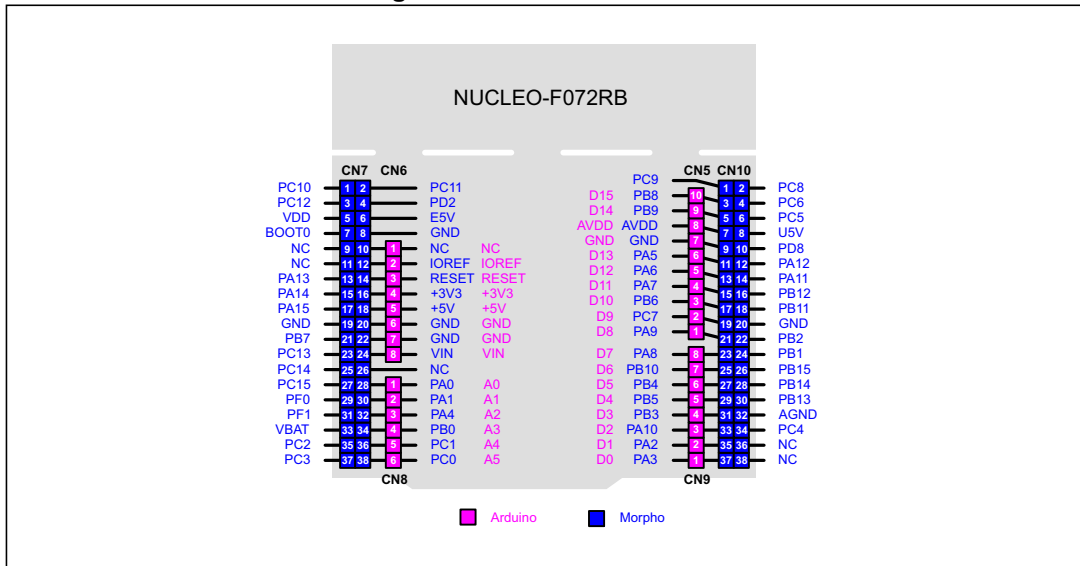 NUCLEO-F072RB
CN7 CN6 CN5 CN10
PC9
PC10 1 2 PC11 D15 PB8 10 1 2 PC8
PC12 3 4 PD2 D14 PB9 9 3 4 PC6
VDD 5 6 E5V AVDD AVDD 8 5 6 PC5
BOOT0 7 8 GND GND GND 7 7 8 U5V
NC 9 10 1 NC NC D13 PA5 6 9 10 PD8
NC 11 12 2 IOREF IOREF D12 PA6 5 11 12 PA12
PA13 13 14 3 RESET RESET D11 PA7 4 13 14 PA11
PA14 15 16 4 +3V3 +3V3 D10 PB6 3 15 16 PB12
PA15 17 18 5 +5V +5V D9 PC7 2 17 18 PB11
GND 19 20 6 GND GND D8 PA9 1 19 20 GND
PB7 21 22 7 GND GND 21 22 PB2
PC13 23 24 8 VIN VIN D7 PA8 8 23 24 PB1
PC14 25 26 NC D6 PB10 7 25 26 PB15
PC15 27 28 1 PA0 A0 D5 PB4 6 27 28 PB14
PF0 29 30 2 PA1 A1 D4 PB5 5 29 30 PB13
PF1 31 32 3 PA4 A2 D3 PB3 4 31 32 AGND
VBAT 33 34 4 PB0 A3 D2 PA10 3 33 34 PC4
PC2 35 36 5 PC1 A4 D1 PA2 2 35 36 NC
PC3 37 38 6 PC0 A5 D0 PA3 1 37 38 NC
CN8 CN9
Arduino Morpho